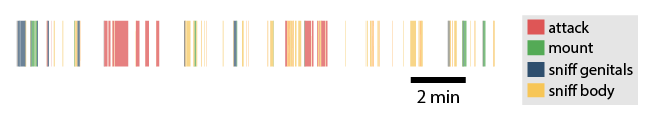 attack
mount
sniff genitals
sniff body
2 min